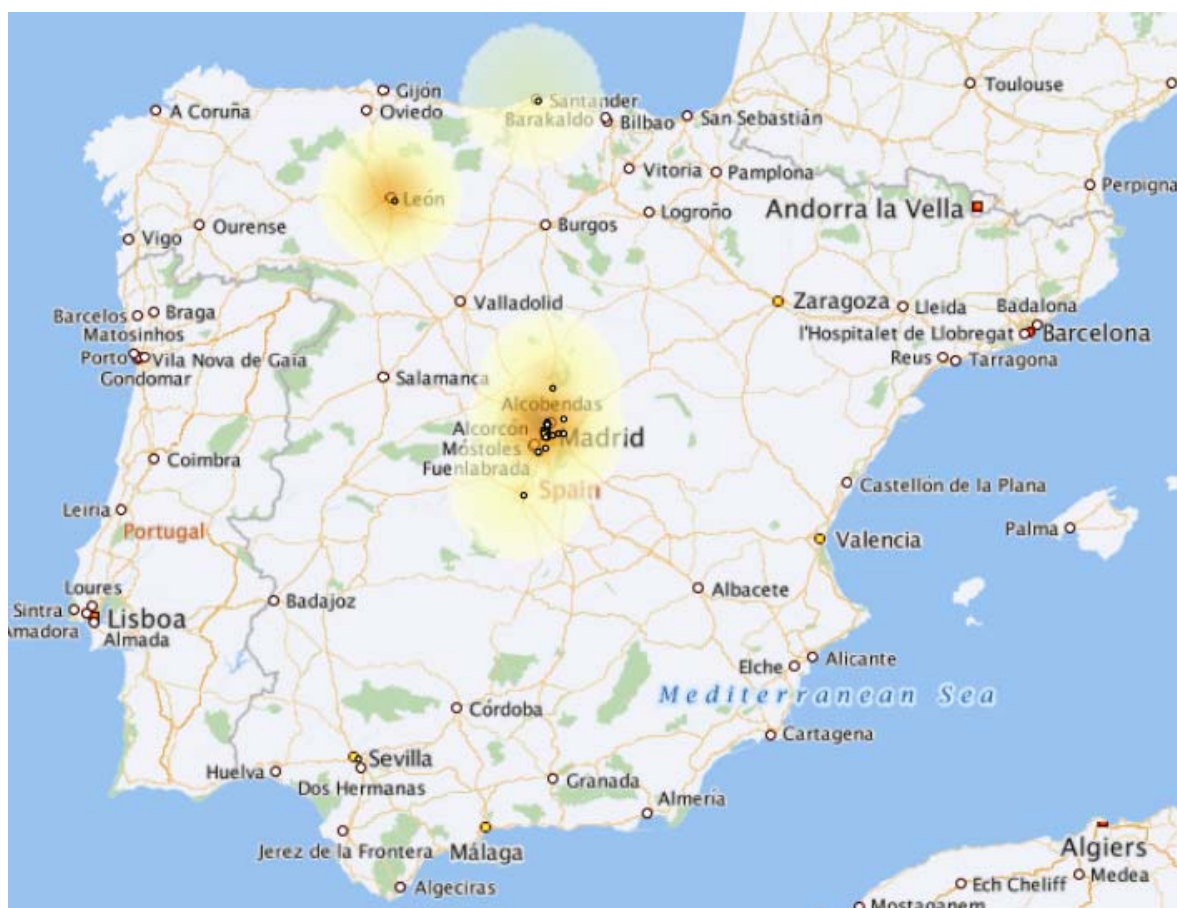 Gijón
Toulouse
A Coruña
Oviedo
Santander
Barakaldo
Bilbao
San Sebastián
Vitoria
Pamplona
Perpigna
León
Logroño
Andorra la Vella
Ourense
Burgos
Vigo
Valladolid
Zaragoza
Lleida
Badalona
Barcelos
Braga
l'Hospitalet de Llobregat
Barcelona
Matosinhos
Porto
Vila Nova de Gaia
Reus
Tarragona
Gondomar
Salamanca
Alcobendas
Alcorcón
Madrid
Móstoles
Coimbra
Fuenlabrada
Spain
Castellón de la Plana
Leiria
Portugal
Palma
Valencia
Loures
Albacete
Sintra
Lisboa
Badajoz
Amadora
Almada
Elche
Alicante
Mediterranean Sea
Córdoba
Cartagena
Sevilla
Huelva
Dos Hermanas
Granada
Almería
Jerez de la Frontera
Málaga
Algiers
Algeciras
Ech Cheliff
Medea
Mostaganem